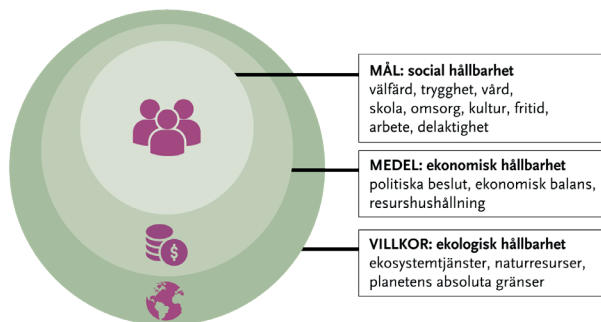 MÅL: social hållbarhet
välfärd, trygghet, vård,
skola, omsorg, kultur, fritid,
arbete, delaktighet
MEDEL: ekonomisk hållbarhet
politiska beslut, ekonomisk balans,
resurshushållning
VILLKOR: ekologisk hållbarhet
ekosystemtjänster, naturresurser,
planetens absoluta gränser
$